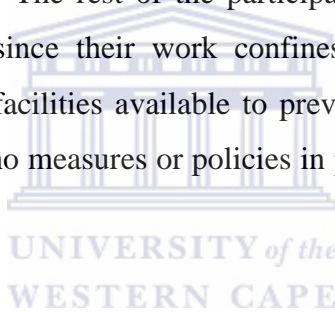 The rest of the participa
since their work confines
facilities available to prev
no measures or policies in
UNIVERSITY of the
WESTERN CAPE